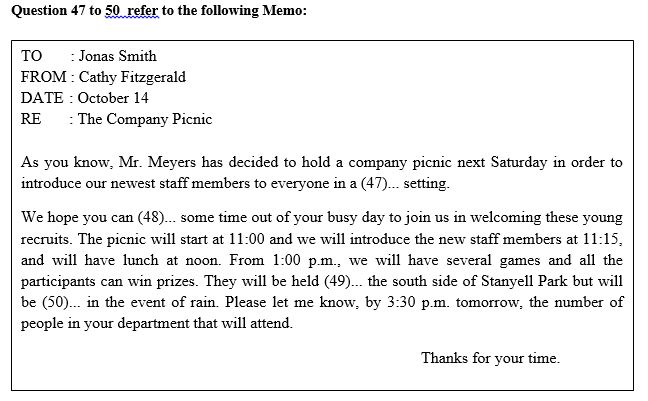 Question 47 to 50 refer to the following Memo:
TO : Jonas Smith
FROM : Cathy Fitzgerald
DATE : October 14
RE : The Company Picnic
As you know, Mr. Meyers has decided to hold a company picnic next Saturday in order to
introduce our newest staff members to everyone in a (47)... setting.
We hope you can (48)... some time out of your busy day to join us in welcoming these young
recruits. The picnic will start at 11:00 and we will introduce the new staff members at 11:15,
and will have lunch at noon. From 1:00 p.m., we will have several games and all the
participants can win prizes. They will be held (49)... the south side of Stanyell Park but will
be (50)... in the event of rain. Please let me know, by 3:30 p.m. tomorrow, the number of
people in your department that will attend.
Thanks for your time.